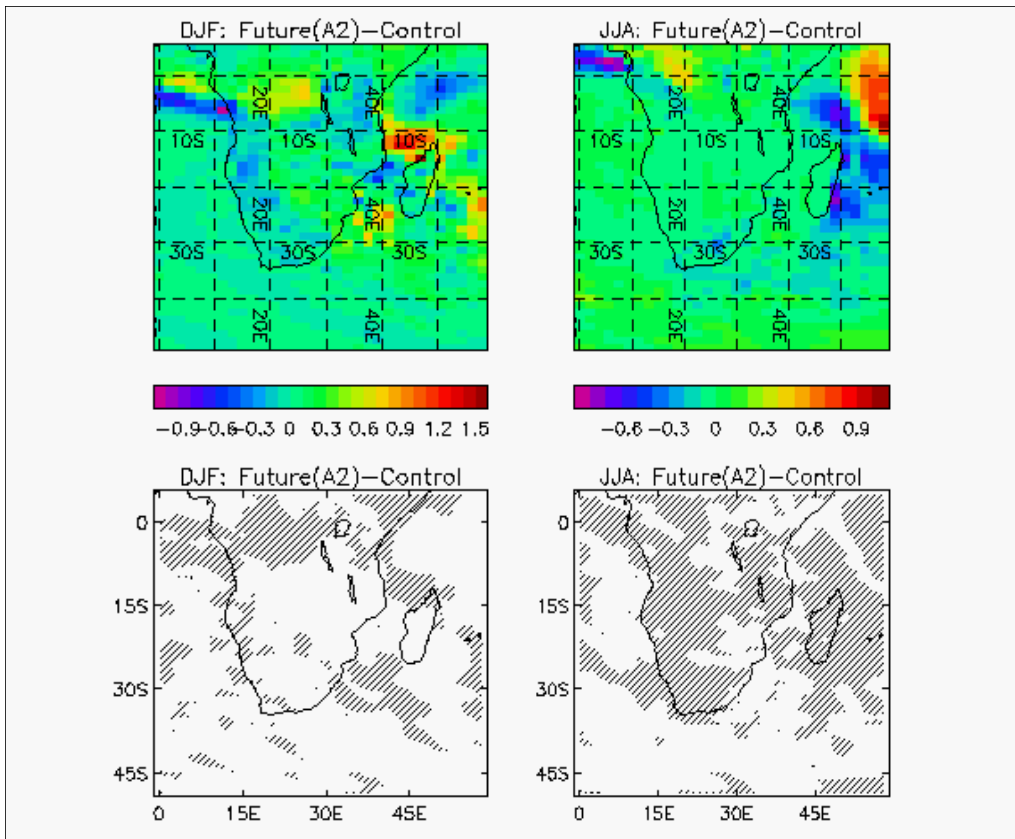 DJF: Future(A2)−Control
JJA: Future(A2)−Control
20E 40E
20E 40E
10S 10S 10S
10S 10S 10S
20E 40E
20E 40E
30S 30S 30S
30S 30S 30S
20E 40E
20E 40E
−0.9 −0.6 −0.3 0 0.3 0.6 0.9 1.2 1.5
−0.6 −0.3 0 0.3 0.6 0.9
DJF: Future(A2)−Control
JJA: Future(A2)−Control
0
15S
30S
45S
0 15E 30E 45E
0
15S
30S
45S
0 15E 30E 45E